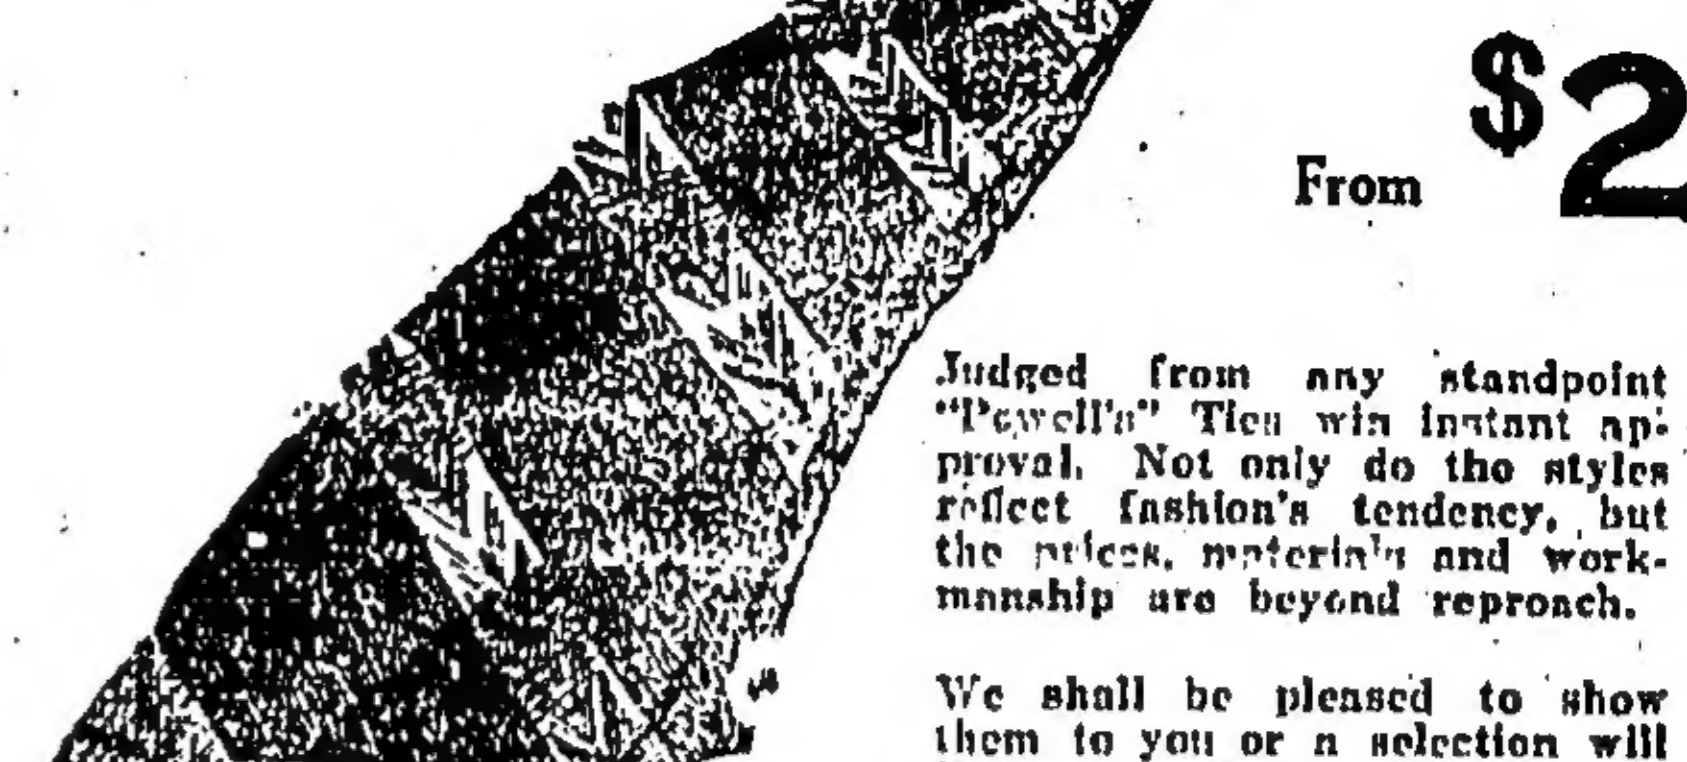 From $2
Judged from any standpoint
"Powell's" Ties win instant ap-
proval. Not only do the styles
reflect fashion's tendency, but
the prices, materials and work-
manship are beyond reproach.
We shall be pleased to show
them to you or a selection will